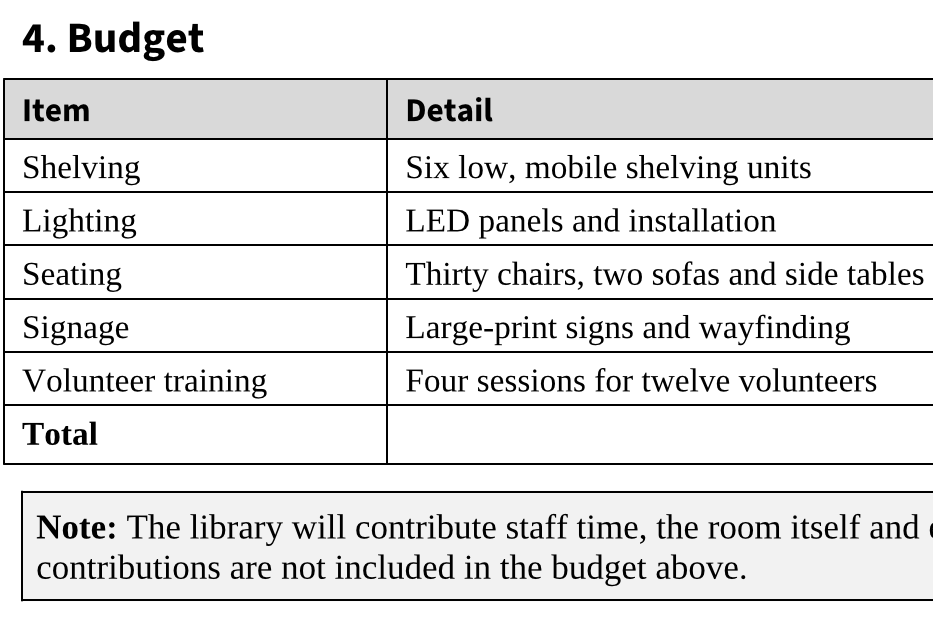 4. Budget
Item Detail
Shelving Six low, mobile shelving units
Lighting LED panels and installation
Seating Thirty chairs, two sofas and side tables
Signage Large-print signs and wayfinding
Volunteer training Four sessions for twelve volunteers
Total
Note: The library will contribute staff time, the room itself and
contributions are not included in the budget above.